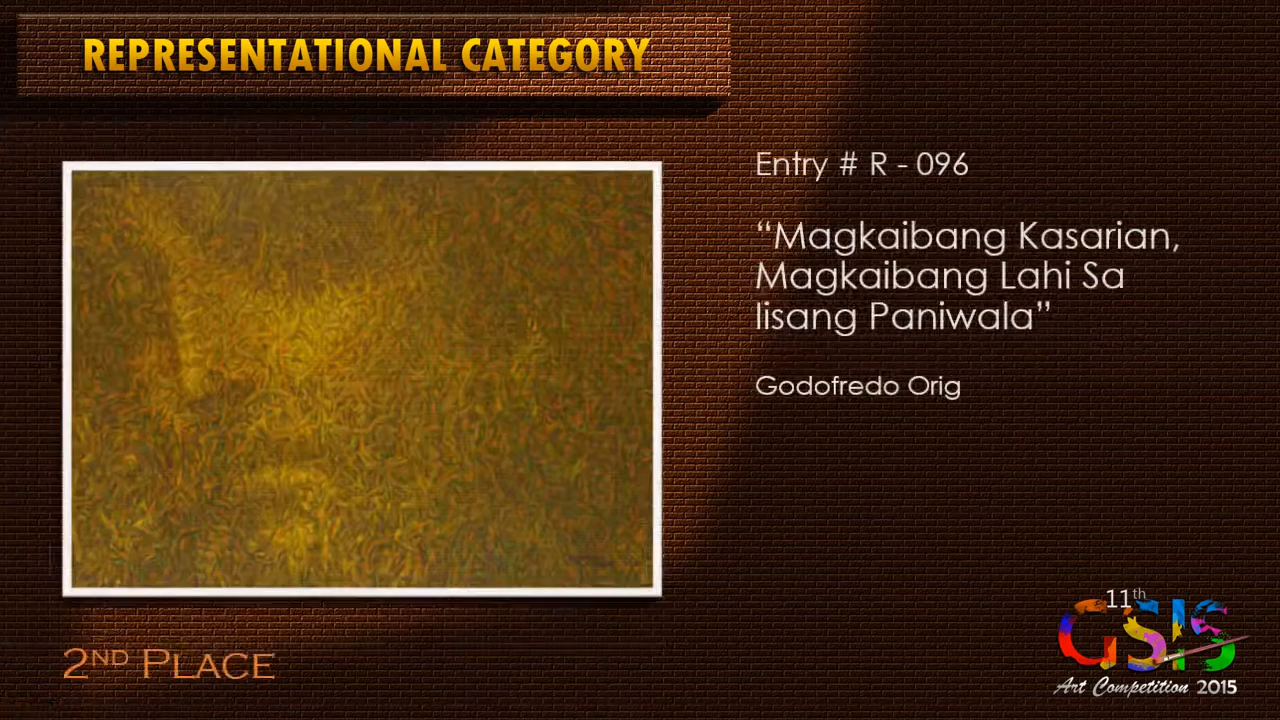 REPRESENTATIONAL CATEGORY
Entry # R - 096
“Magkaibang Kasarian,
Magkaibang Lahi Sa
Iisang Paniwala”
Godofredo Orig
2ND PLACE
11th
GSIS
Art Competition 2015